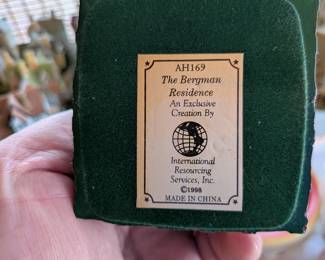 AH169
The Bergman
Residence
An Exclusive
Creation By
International
Resourcing
Services, Inc.
©1998
MADE IN CHINA